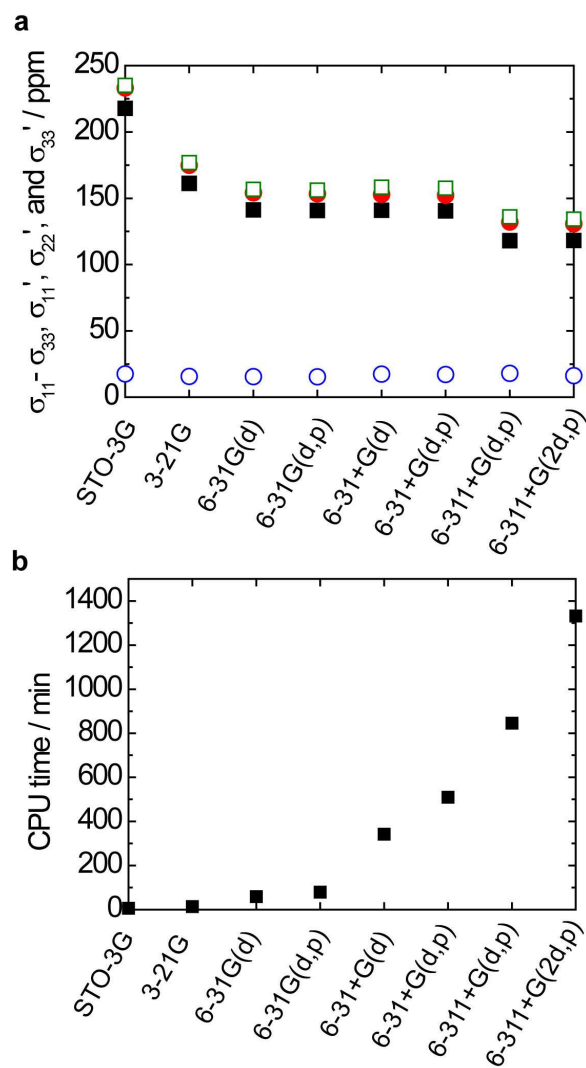 a
σ₁₁- σ₃₃, σ₁₁', σ₂₂', and σ₃₃' / ppm
250
200
150
100
50
0
STO-3G
3-21G
6-31G(d)
6-31G(d,p)
6-31+G(d)
6-31+G(d,p)
6-311+G(d,p)
6-311+G(2d,p)
b
CPU time / min
1400
1200
1000
800
600
400
200
0
STO-3G
3-21G
6-31G(d)
6-31G(d,p)
6-31+G(d)
6-31+G(d,p)
6-311+G(d,p)
6-311+G(2d,p)